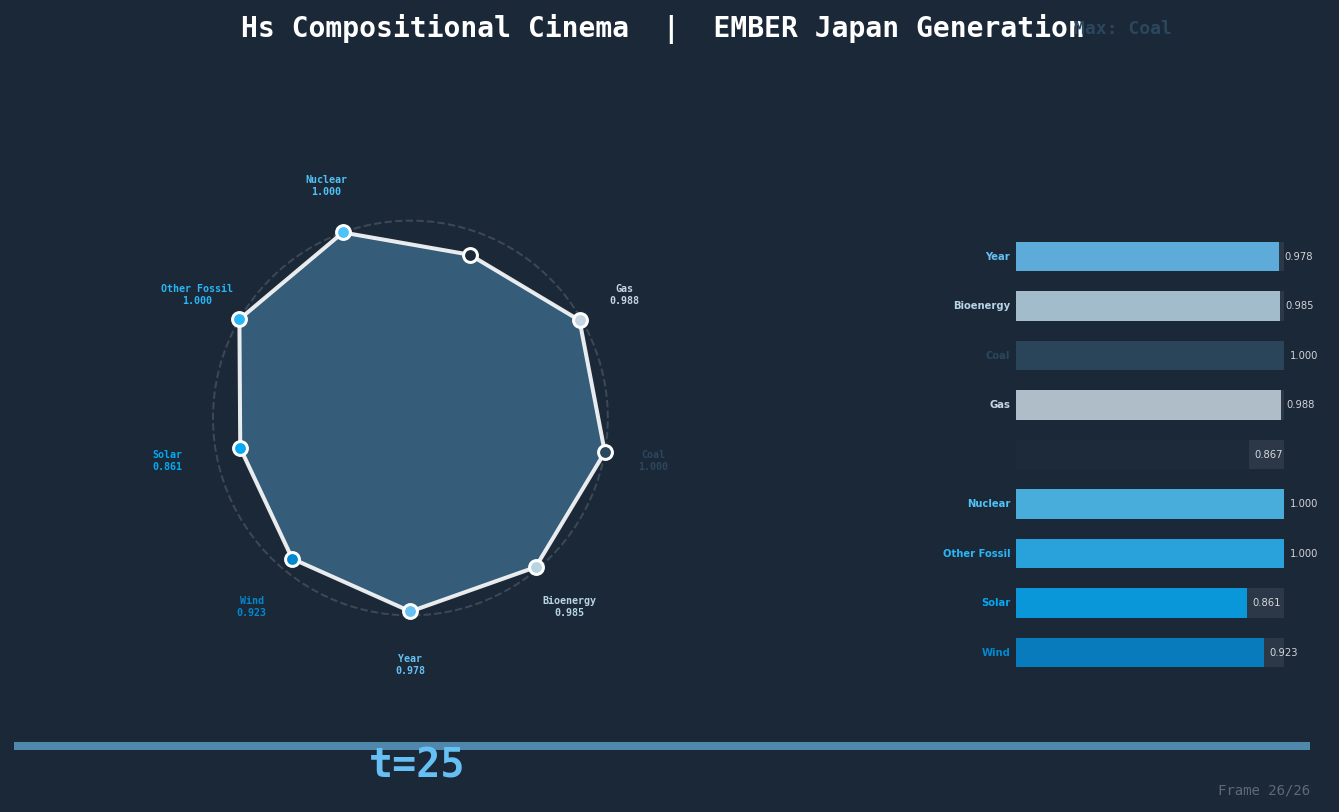 Hs Compositional Cinema | EMBER Japan Generation
Max: Coal
Nuclear
1.000
Other Fossil
1.000
Gas
0.988
Solar
0.861
Coal
1.000
Wind
0.923
Bioenergy
0.985
Year
0.978
Year 0.978
Bioenergy 0.985
Coal 1.000
Gas 0.988
0.867
Nuclear 1.000
Other Fossil 1.000
Solar 0.861
Wind 0.923
t=25
Frame 26/26